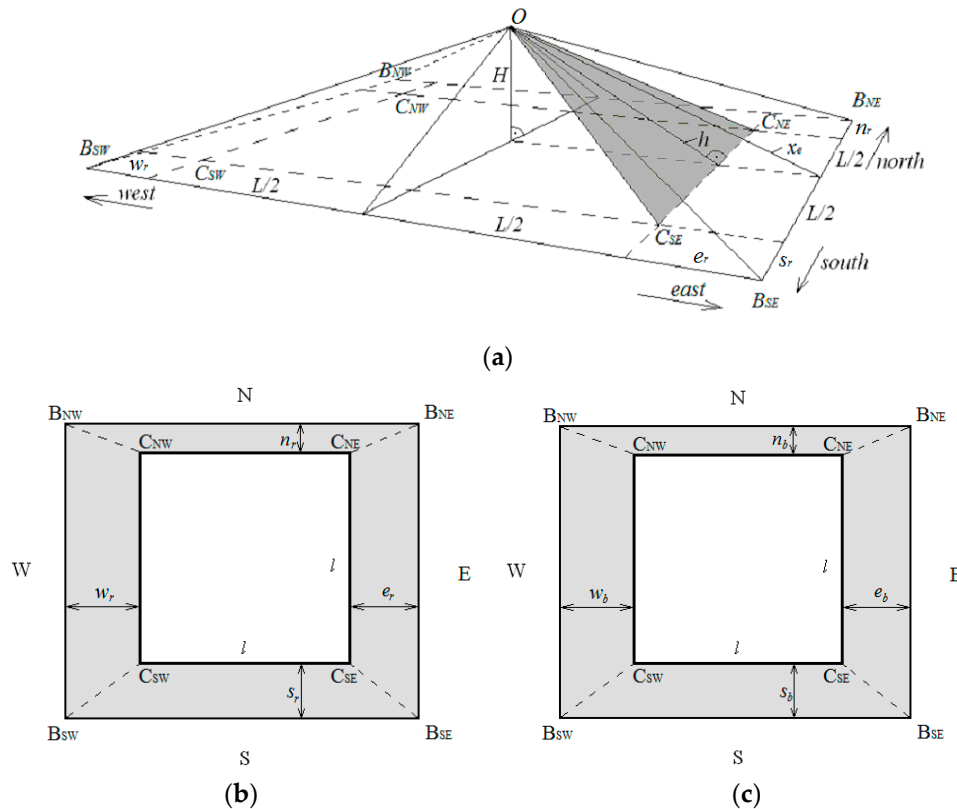 O
B_NW
H
B_NE
C_NW
C_NE
n_r
h
x_e
B_SW
w_r
L/2
north
C_SW
west
L/2
L/2
L/2
C_SE
e_r
s_r
south
east
B_SE
(a)
N
B_NW
B_NE
C_NW
n_r
C_NE
W
l
E
w_r
e_r
l
C_SW
C_SE
s_r
B_SW
B_SE
S
(b)
N
B_NW
B_NE
C_NW
n_b
C_NE
W
l
E
w_b
e_b
l
C_SW
C_SE
s_b
B_SW
B_SE
S
(c)